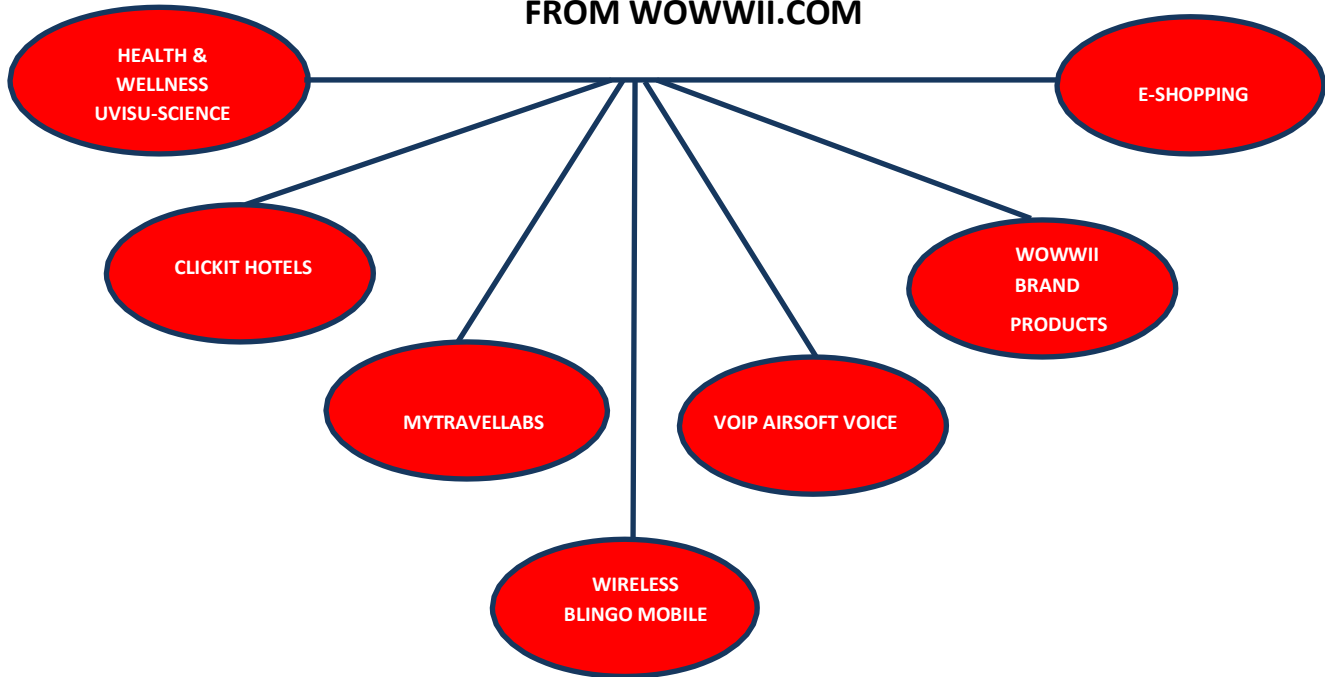 FROM WOWWII.COM
HEALTH &
WELLNESS
UVISU-SCIENCE
E-SHOPPING
CLICKIT HOTELS
WOWWII
BRAND
PRODUCTS
MYTRAVELLABS
VOIP AIRSOFT VOICE
WIRELESS
BLINGO MOBILE